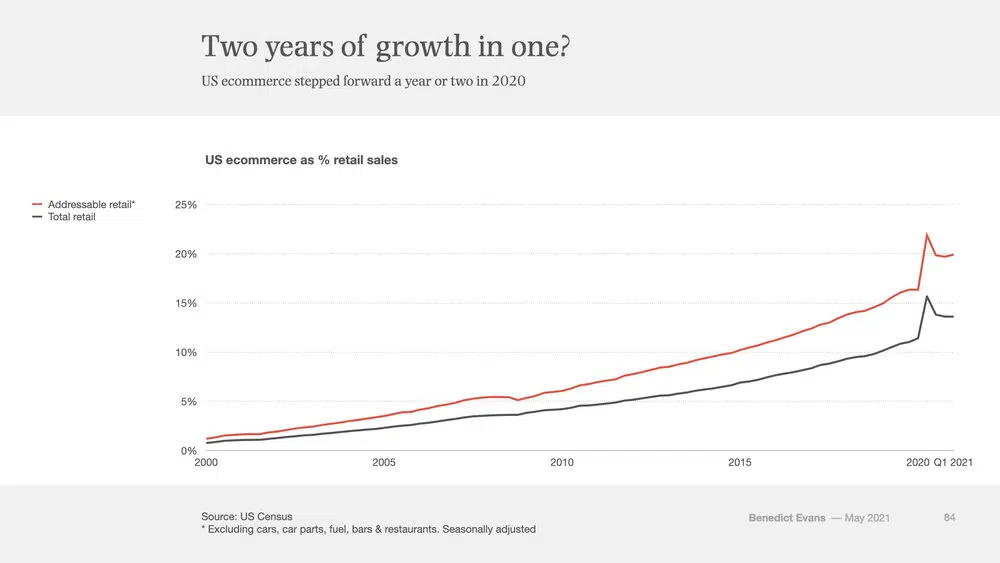 Two years of growth in one?
US ecommerce stepped forward a year or two in 2020
US ecommerce as % retail sales
Addressable retail*
Total retail
25%
20%
15%
10%
5%
0%
2000 2005 2010 2015 2020 Q1 2021
Source: US Census
* Excluding cars, car parts, fuel, bars & restaurants. Seasonally adjusted
Benedict Evans — May 2021 84